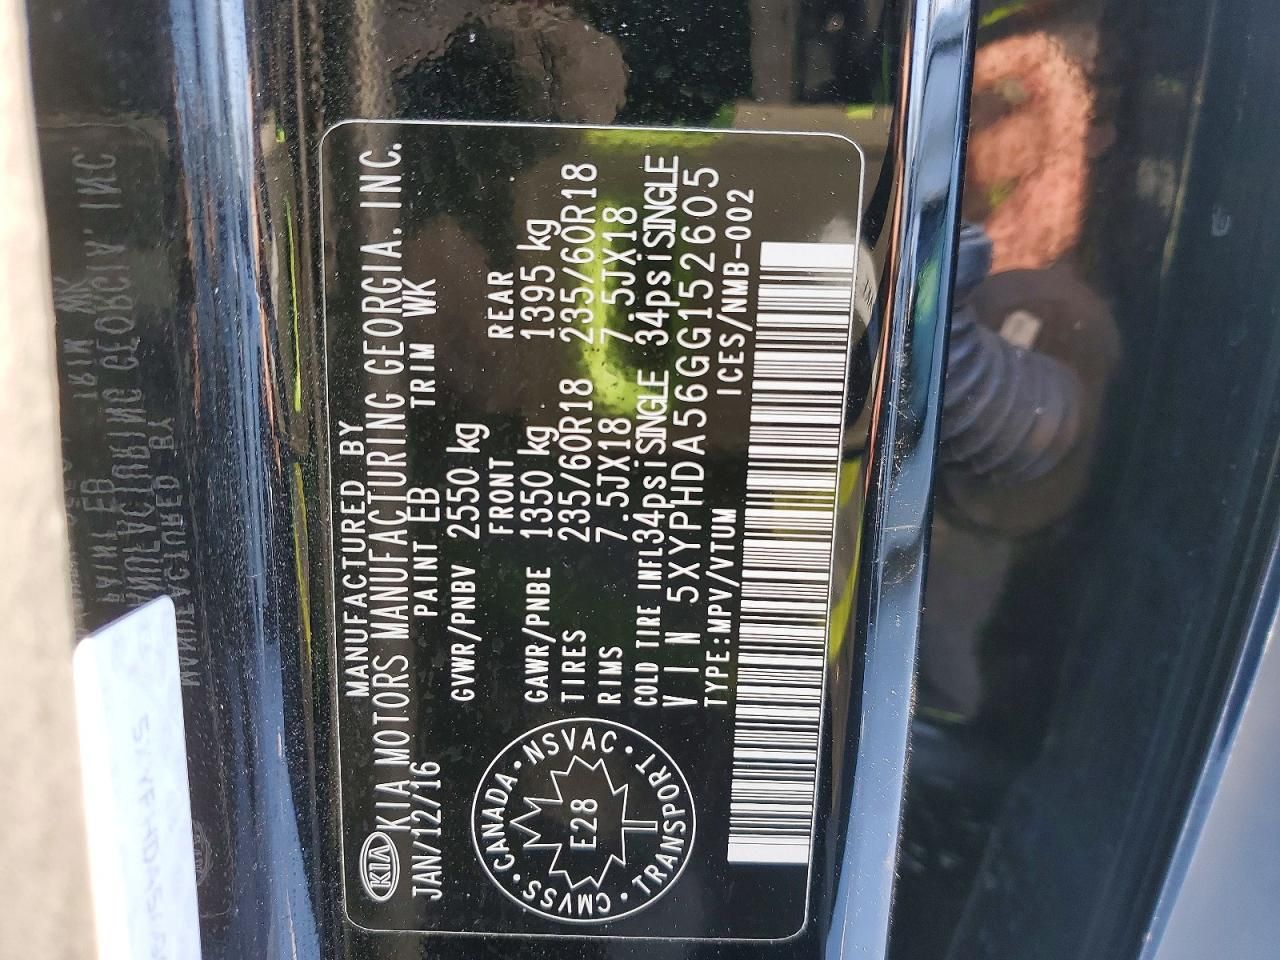 KIA
MANUFACTURED BY
KIA MOTORS MANUFACTURING GEORGIA. INC.
JAN/12/16 PAINT EB TRIM WK
GVWR/PNBV 2550 kg
FRONT REAR
GAWR/PNBE 1350 kg 1395 kg
TIRES 235/60R18 235/60R18
RIMS 7.5JX18 7.5JX18
COLD TIRE INFL34psiSINGLE 34psiSINGLE
VIN 5XYPHDA56GG152605
TYPE:MPV/VTUM ICES/NMB-002
CANADA • NSVAC • TRANSPORT • CMVSS •
E28